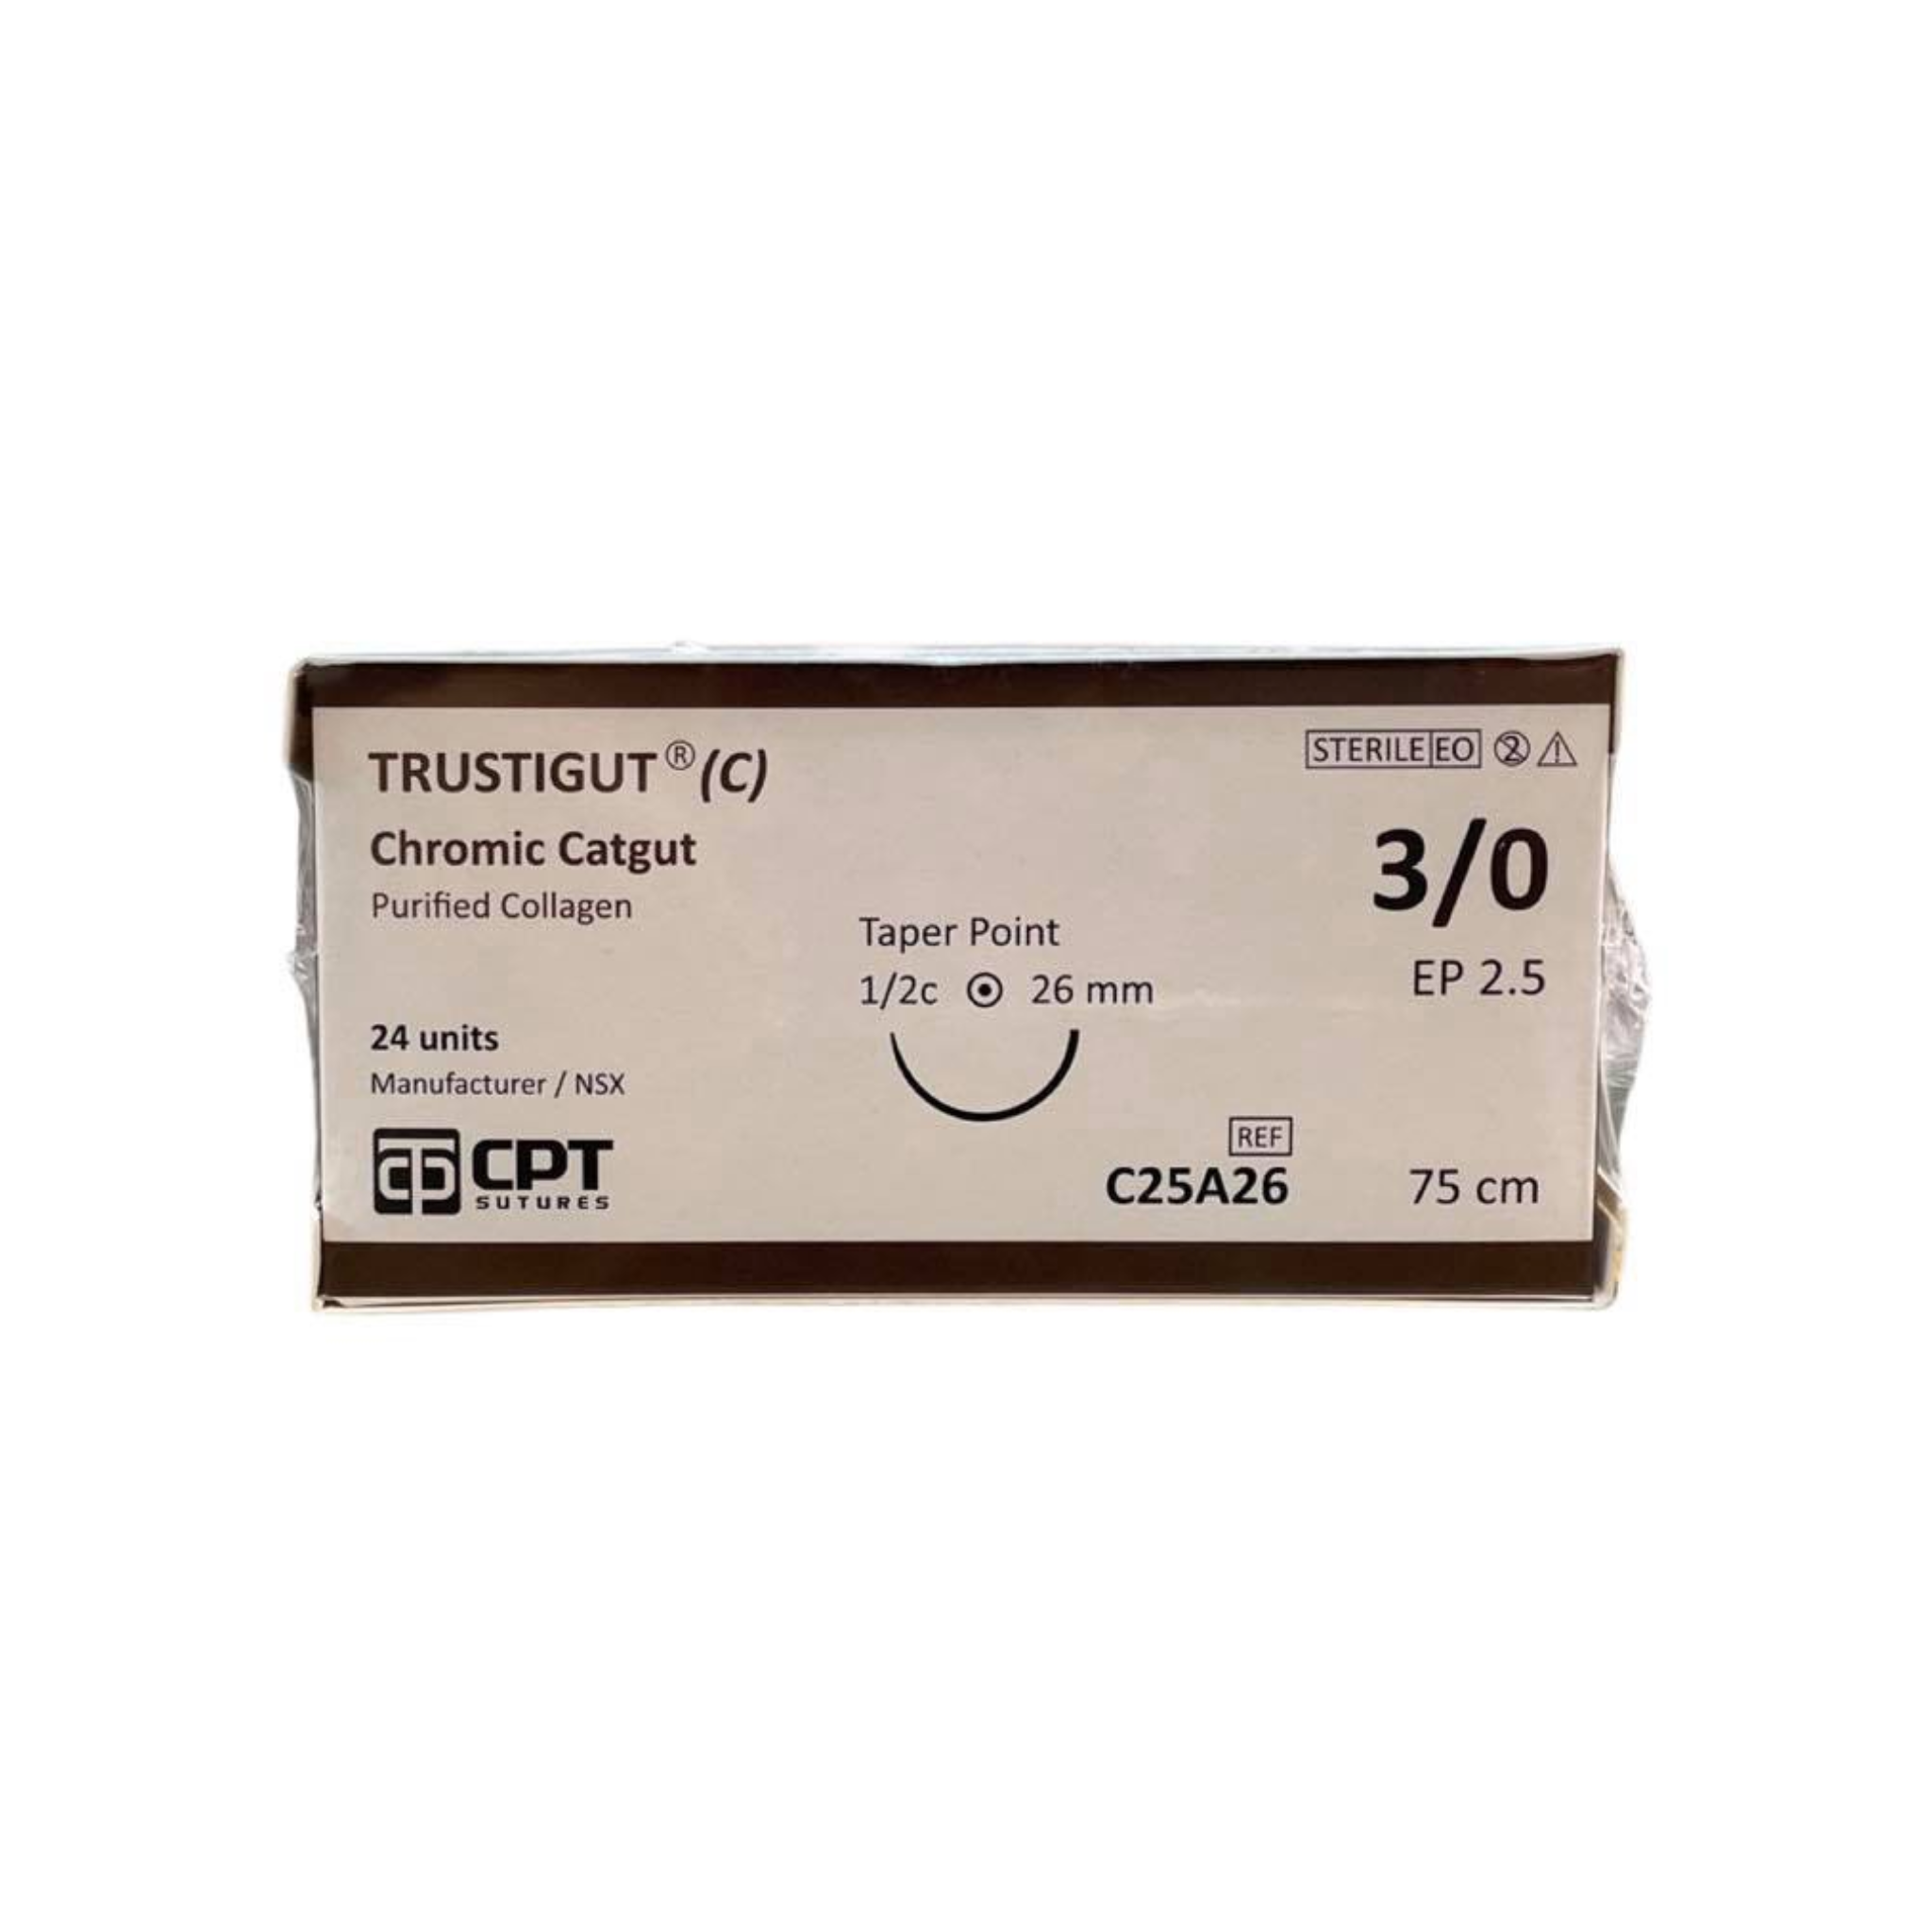 TRUSTIGUT® (C)
STERILE EO 2
Chromic Catgut
3/0
Purified Collagen
Taper Point
EP 2.5
1/2c 26 mm
24 units
Manufacturer / NSX
CPT
SUTURES
REF
C25A26 75 cm